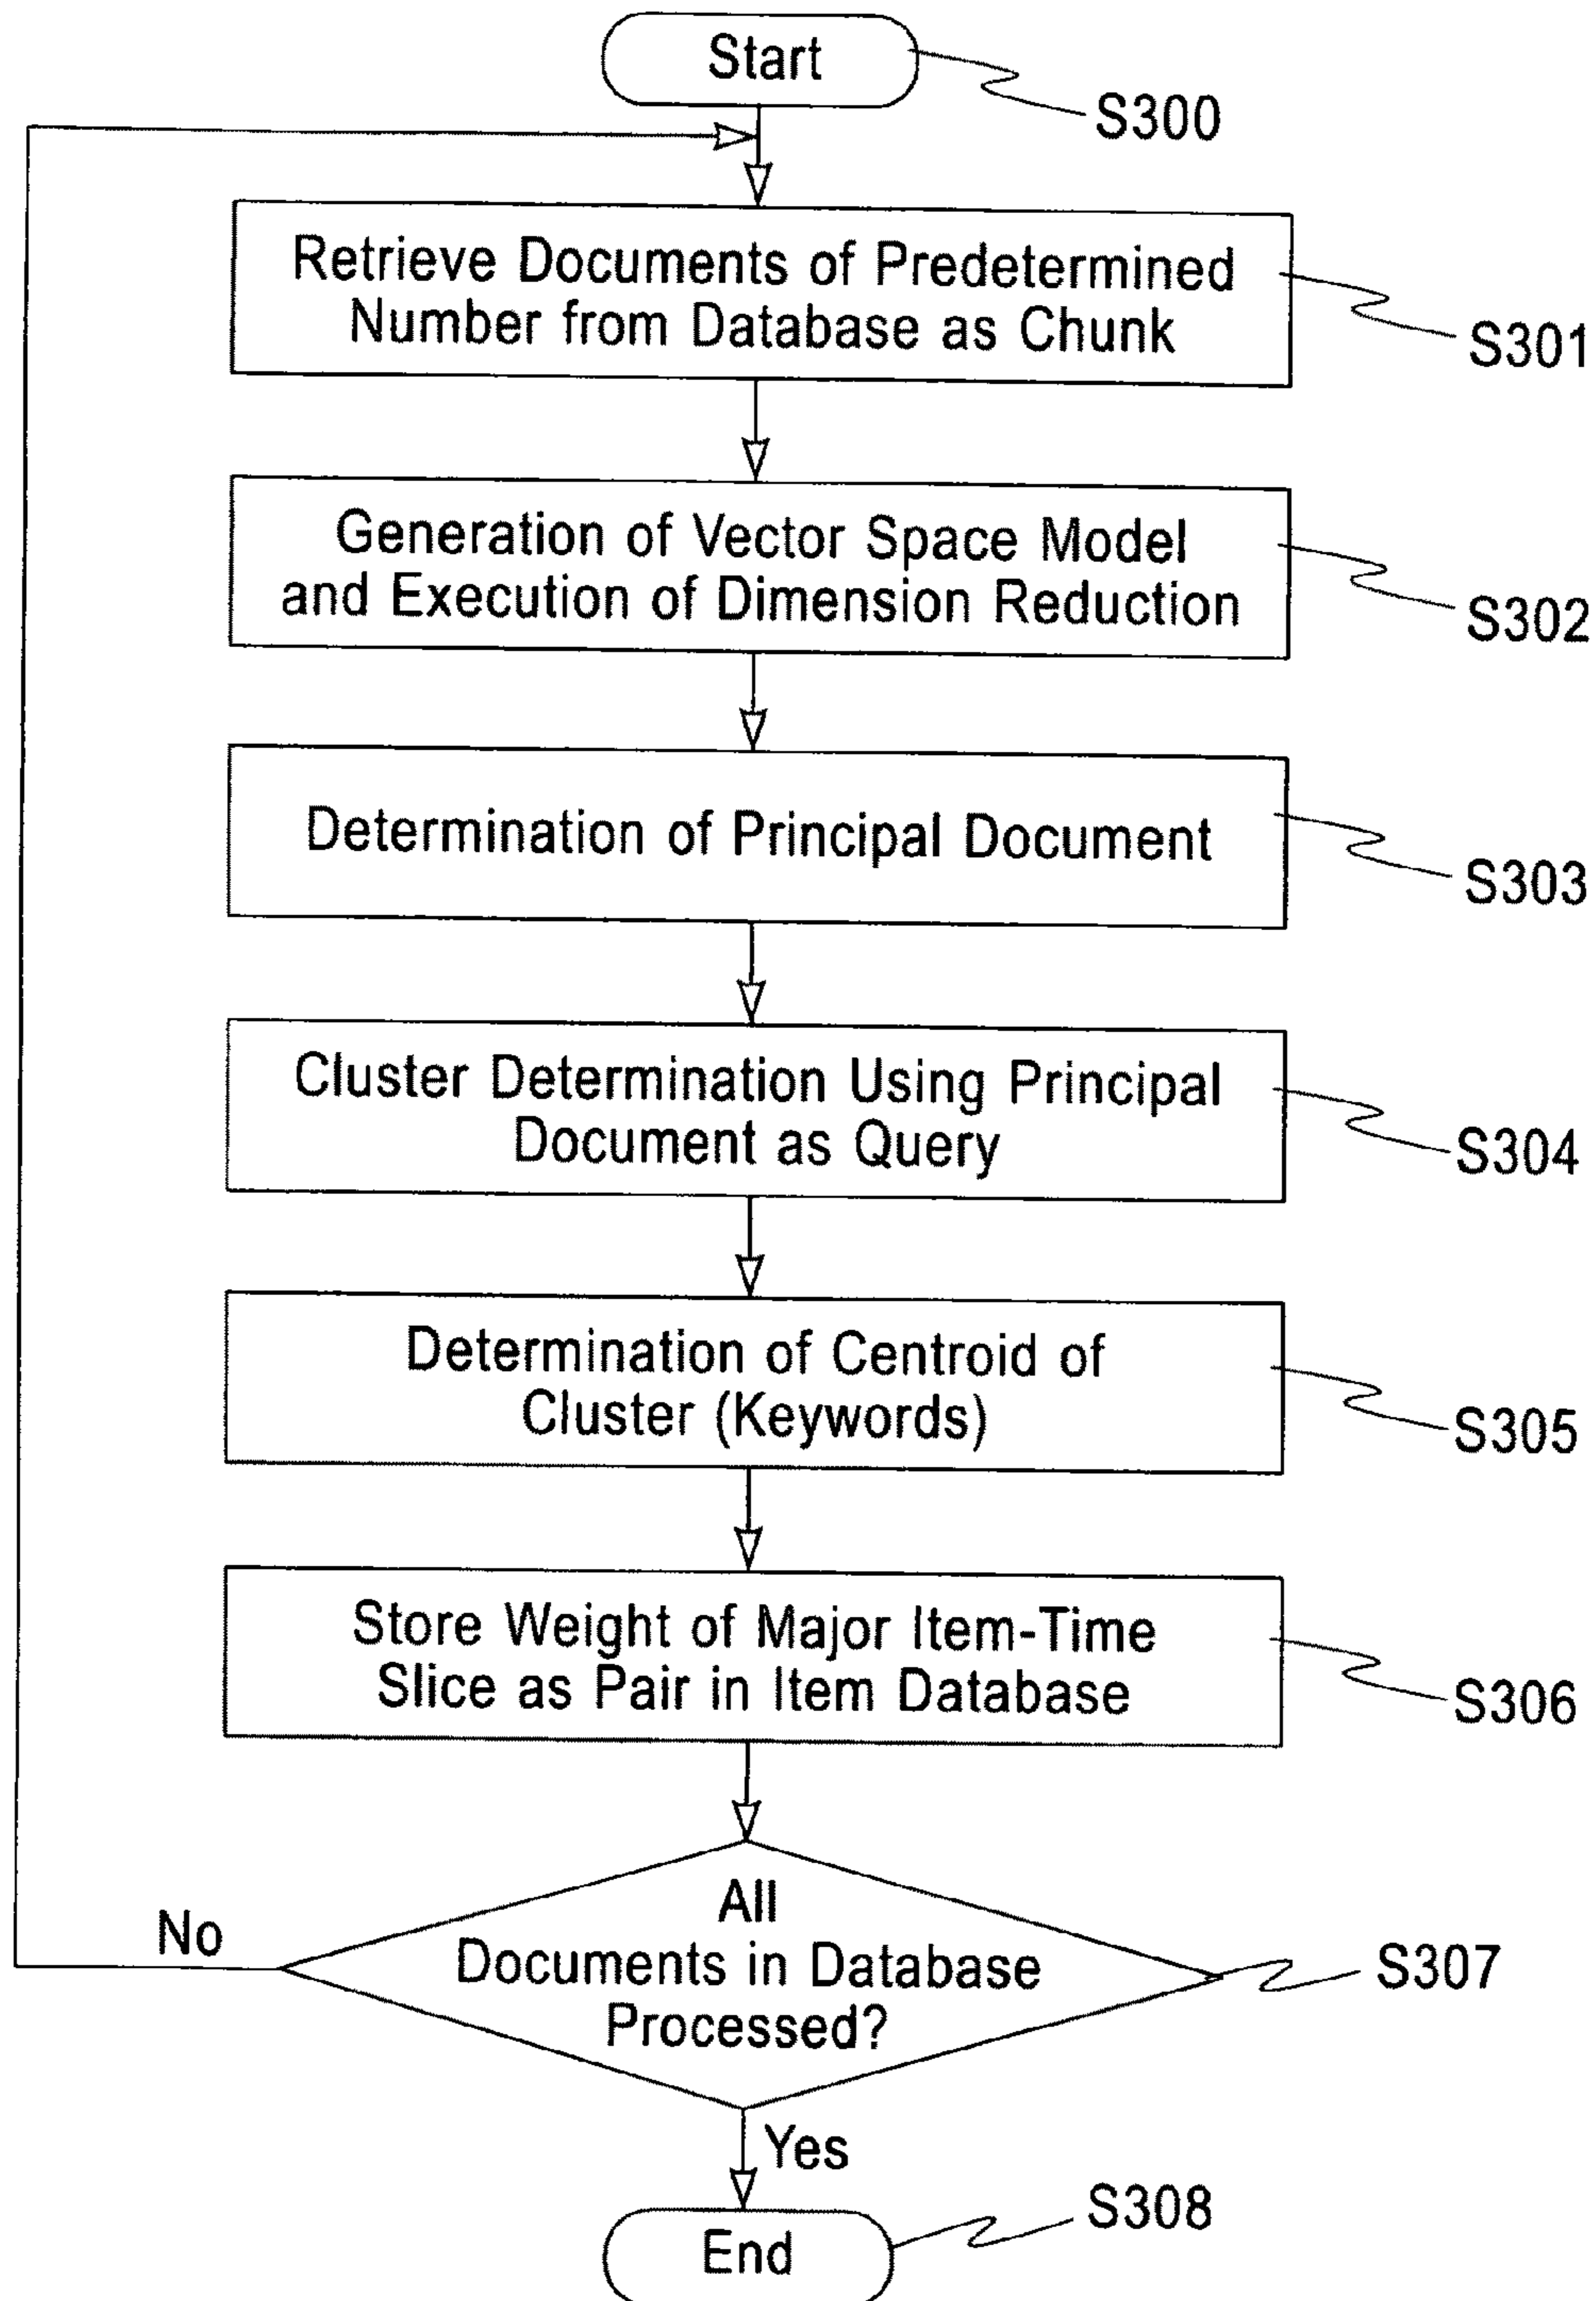 Start
S300
Retrieve Documents of Predetermined
Number from Database as Chunk
S301
Generation of Vector Space Model
and Execution of Dimension Reduction
S302
Determination of Principal Document
S303
Cluster Determination Using Principal
Document as Query
S304
Determination of Centroid of
Cluster (Keywords)
S305
Store Weight of Major Item-Time
Slice as Pair in Item Database
S306
All
Documents in Database
Processed?
No
S307
Yes
S308
End